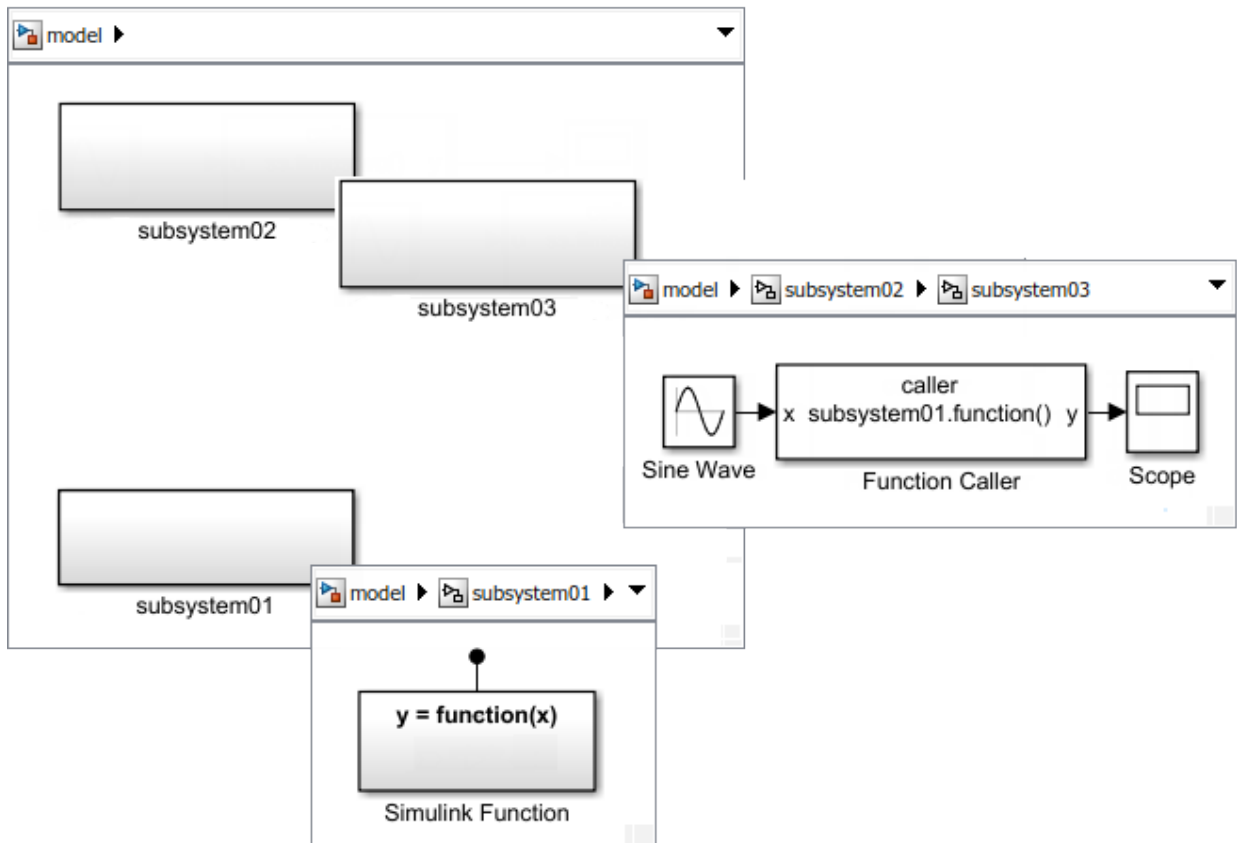 model
subsystem02
subsystem03
model subsystem02 subsystem03
caller
x subsystem01.function() y
Sine Wave
Function Caller
Scope
subsystem01
model subsystem01
y = function(x)
Simulink Function